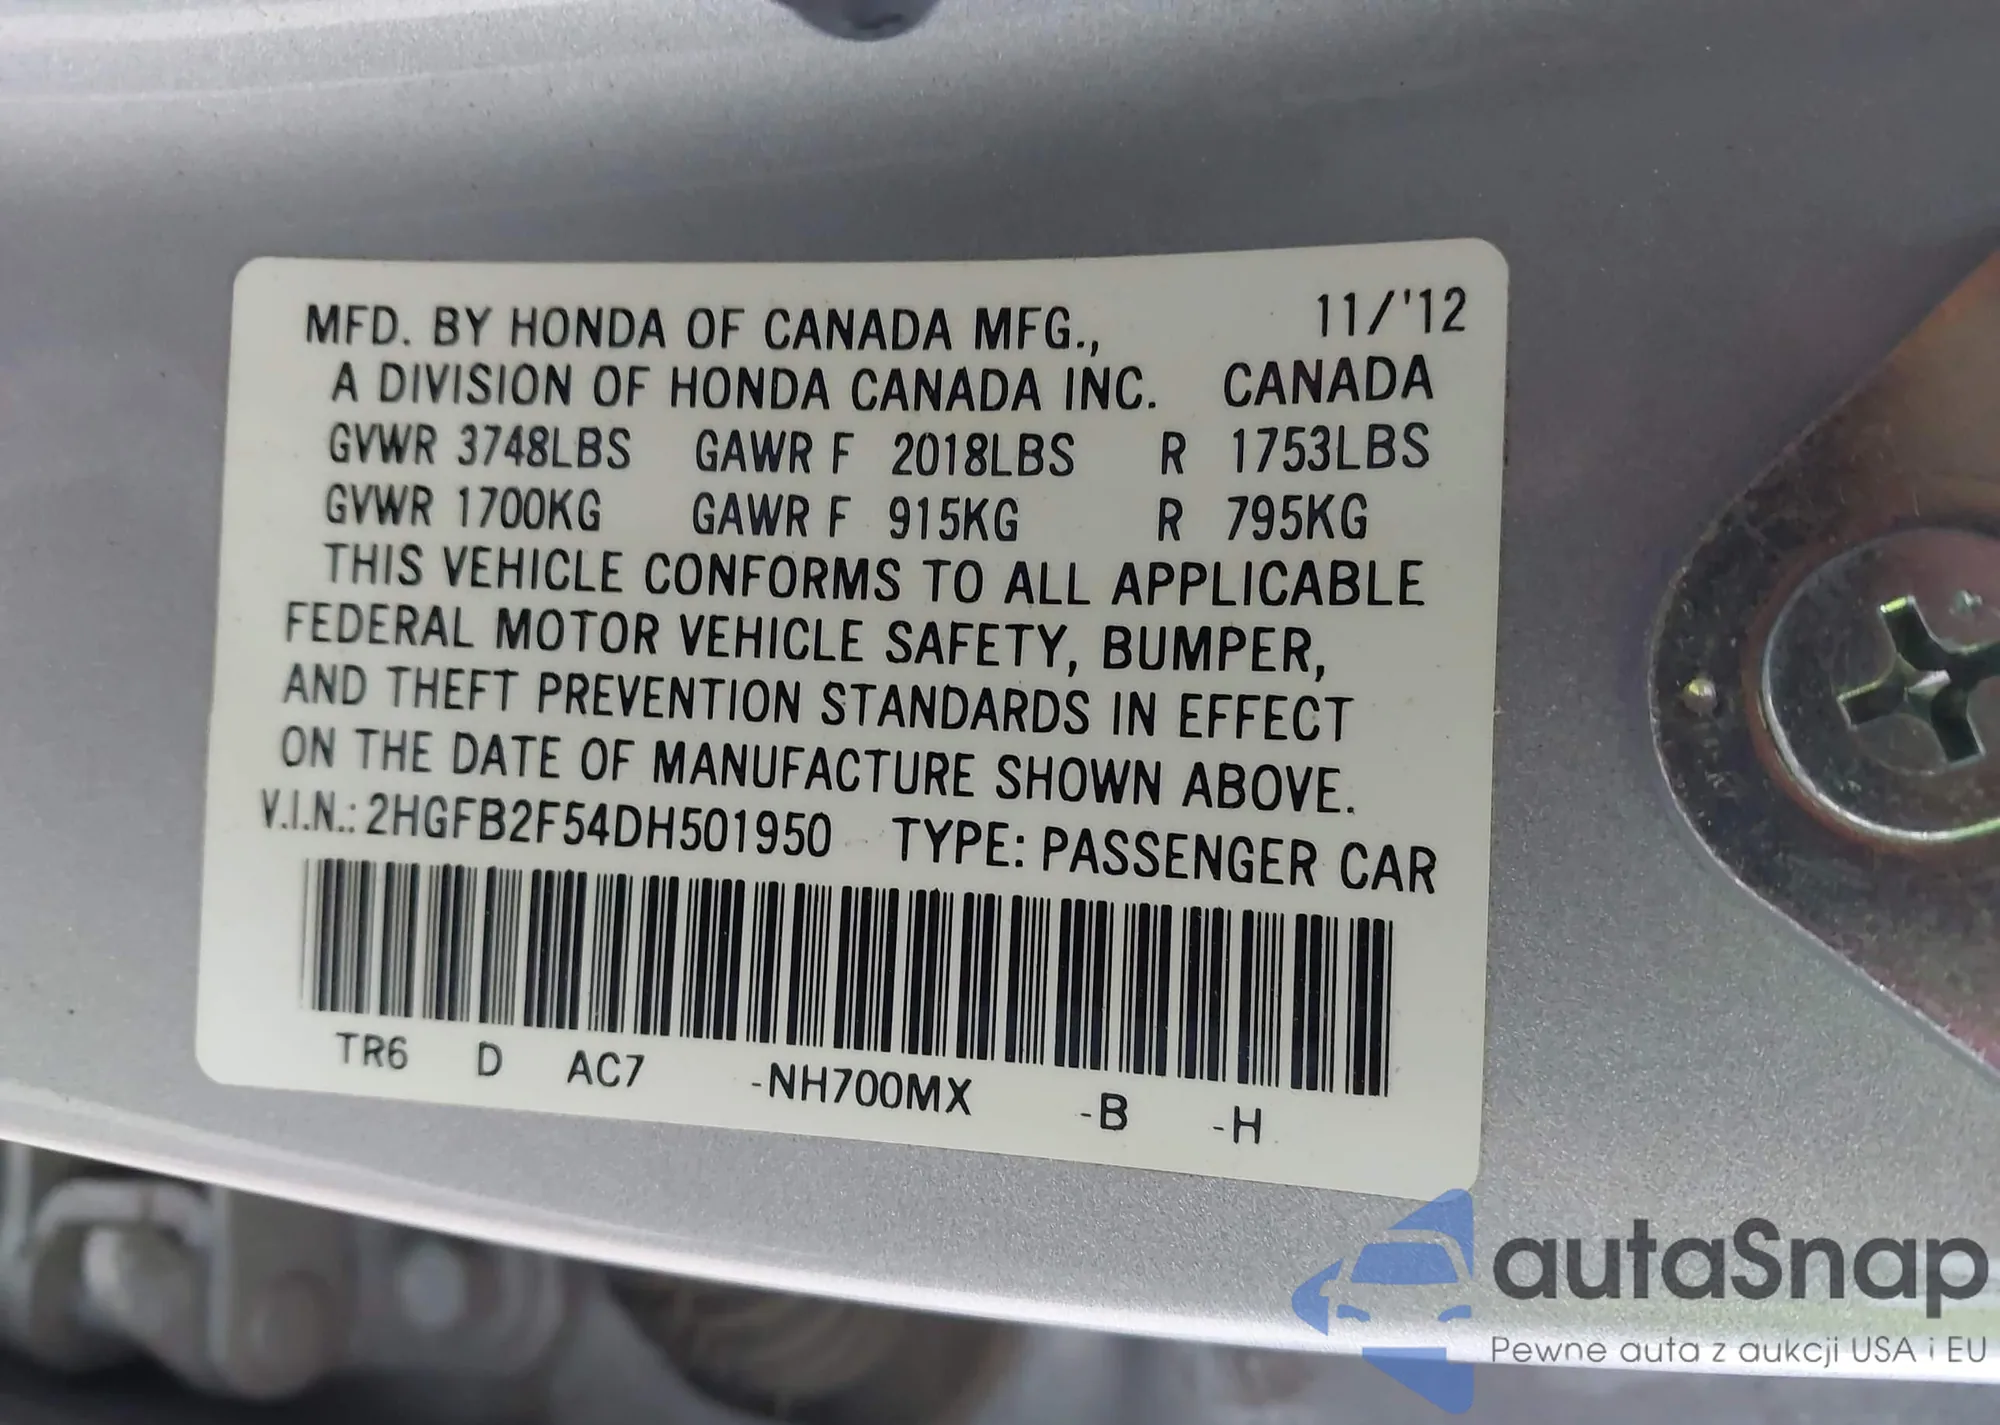 MFD. BY HONDA OF CANADA MFG., 11/'12
A DIVISION OF HONDA CANADA INC. CANADA
GVWR 3748LBS GAWR F 2018LBS R 1753LBS
GVWR 1700KG GAWR F 915KG R 795KG
THIS VEHICLE CONFORMS TO ALL APPLICABLE
FEDERAL MOTOR VEHICLE SAFETY, BUMPER,
AND THEFT PREVENTION STANDARDS IN EFFECT
ON THE DATE OF MANUFACTURE SHOWN ABOVE.
V.I.N.: 2HGFB2F54DH501950 TYPE: PASSENGER CAR
TR6 D AC7 -NH700MX -B -H
autaSnap
Pewne auta z aukcji USA i EU